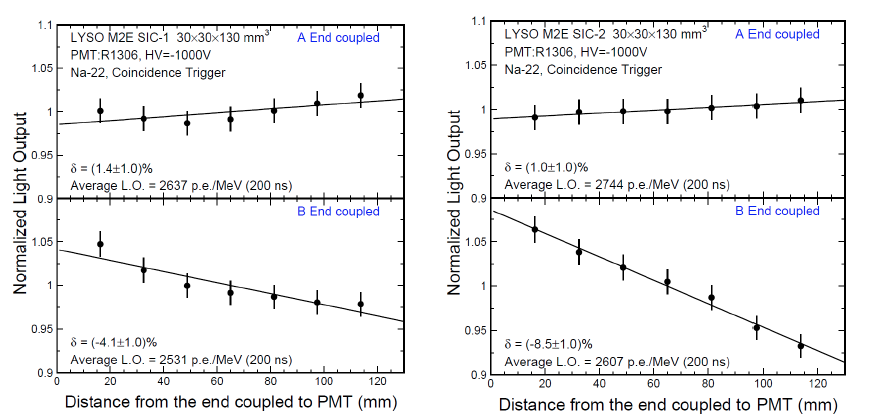 Normalized Light Output
1.1
1.05
1
0.95
0.9
1.05
1
0.95
0.9
LYSO M2E SIC-1 30×30×130 mm³
A End coupled
PMT:R1306, HV=-1000V
Na-22, Coincidence Trigger
δ = (1.4±1.0)%
Average L.O. = 2637 p.e./MeV (200 ns)
B End coupled
δ = (-4.1±1.0)%
Average L.O. = 2531 p.e./MeV (200 ns)
0 20 40 60 80 100 120
Distance from the end coupled to PMT (mm)
Normalized Light Output
1.1
1.05
1
0.95
0.9
1.05
1
0.95
0.9
LYSO M2E SIC-2 30×30×130 mm³
A End coupled
PMT:R1306, HV=-1000V
Na-22, Coincidence Trigger
δ = (1.0±1.0)%
Average L.O. = 2744 p.e./MeV (200 ns)
B End coupled
δ = (-8.5±1.0)%
Average L.O. = 2607 p.e./MeV (200 ns)
0 20 40 60 80 100 120
Distance from the end coupled to PMT (mm)